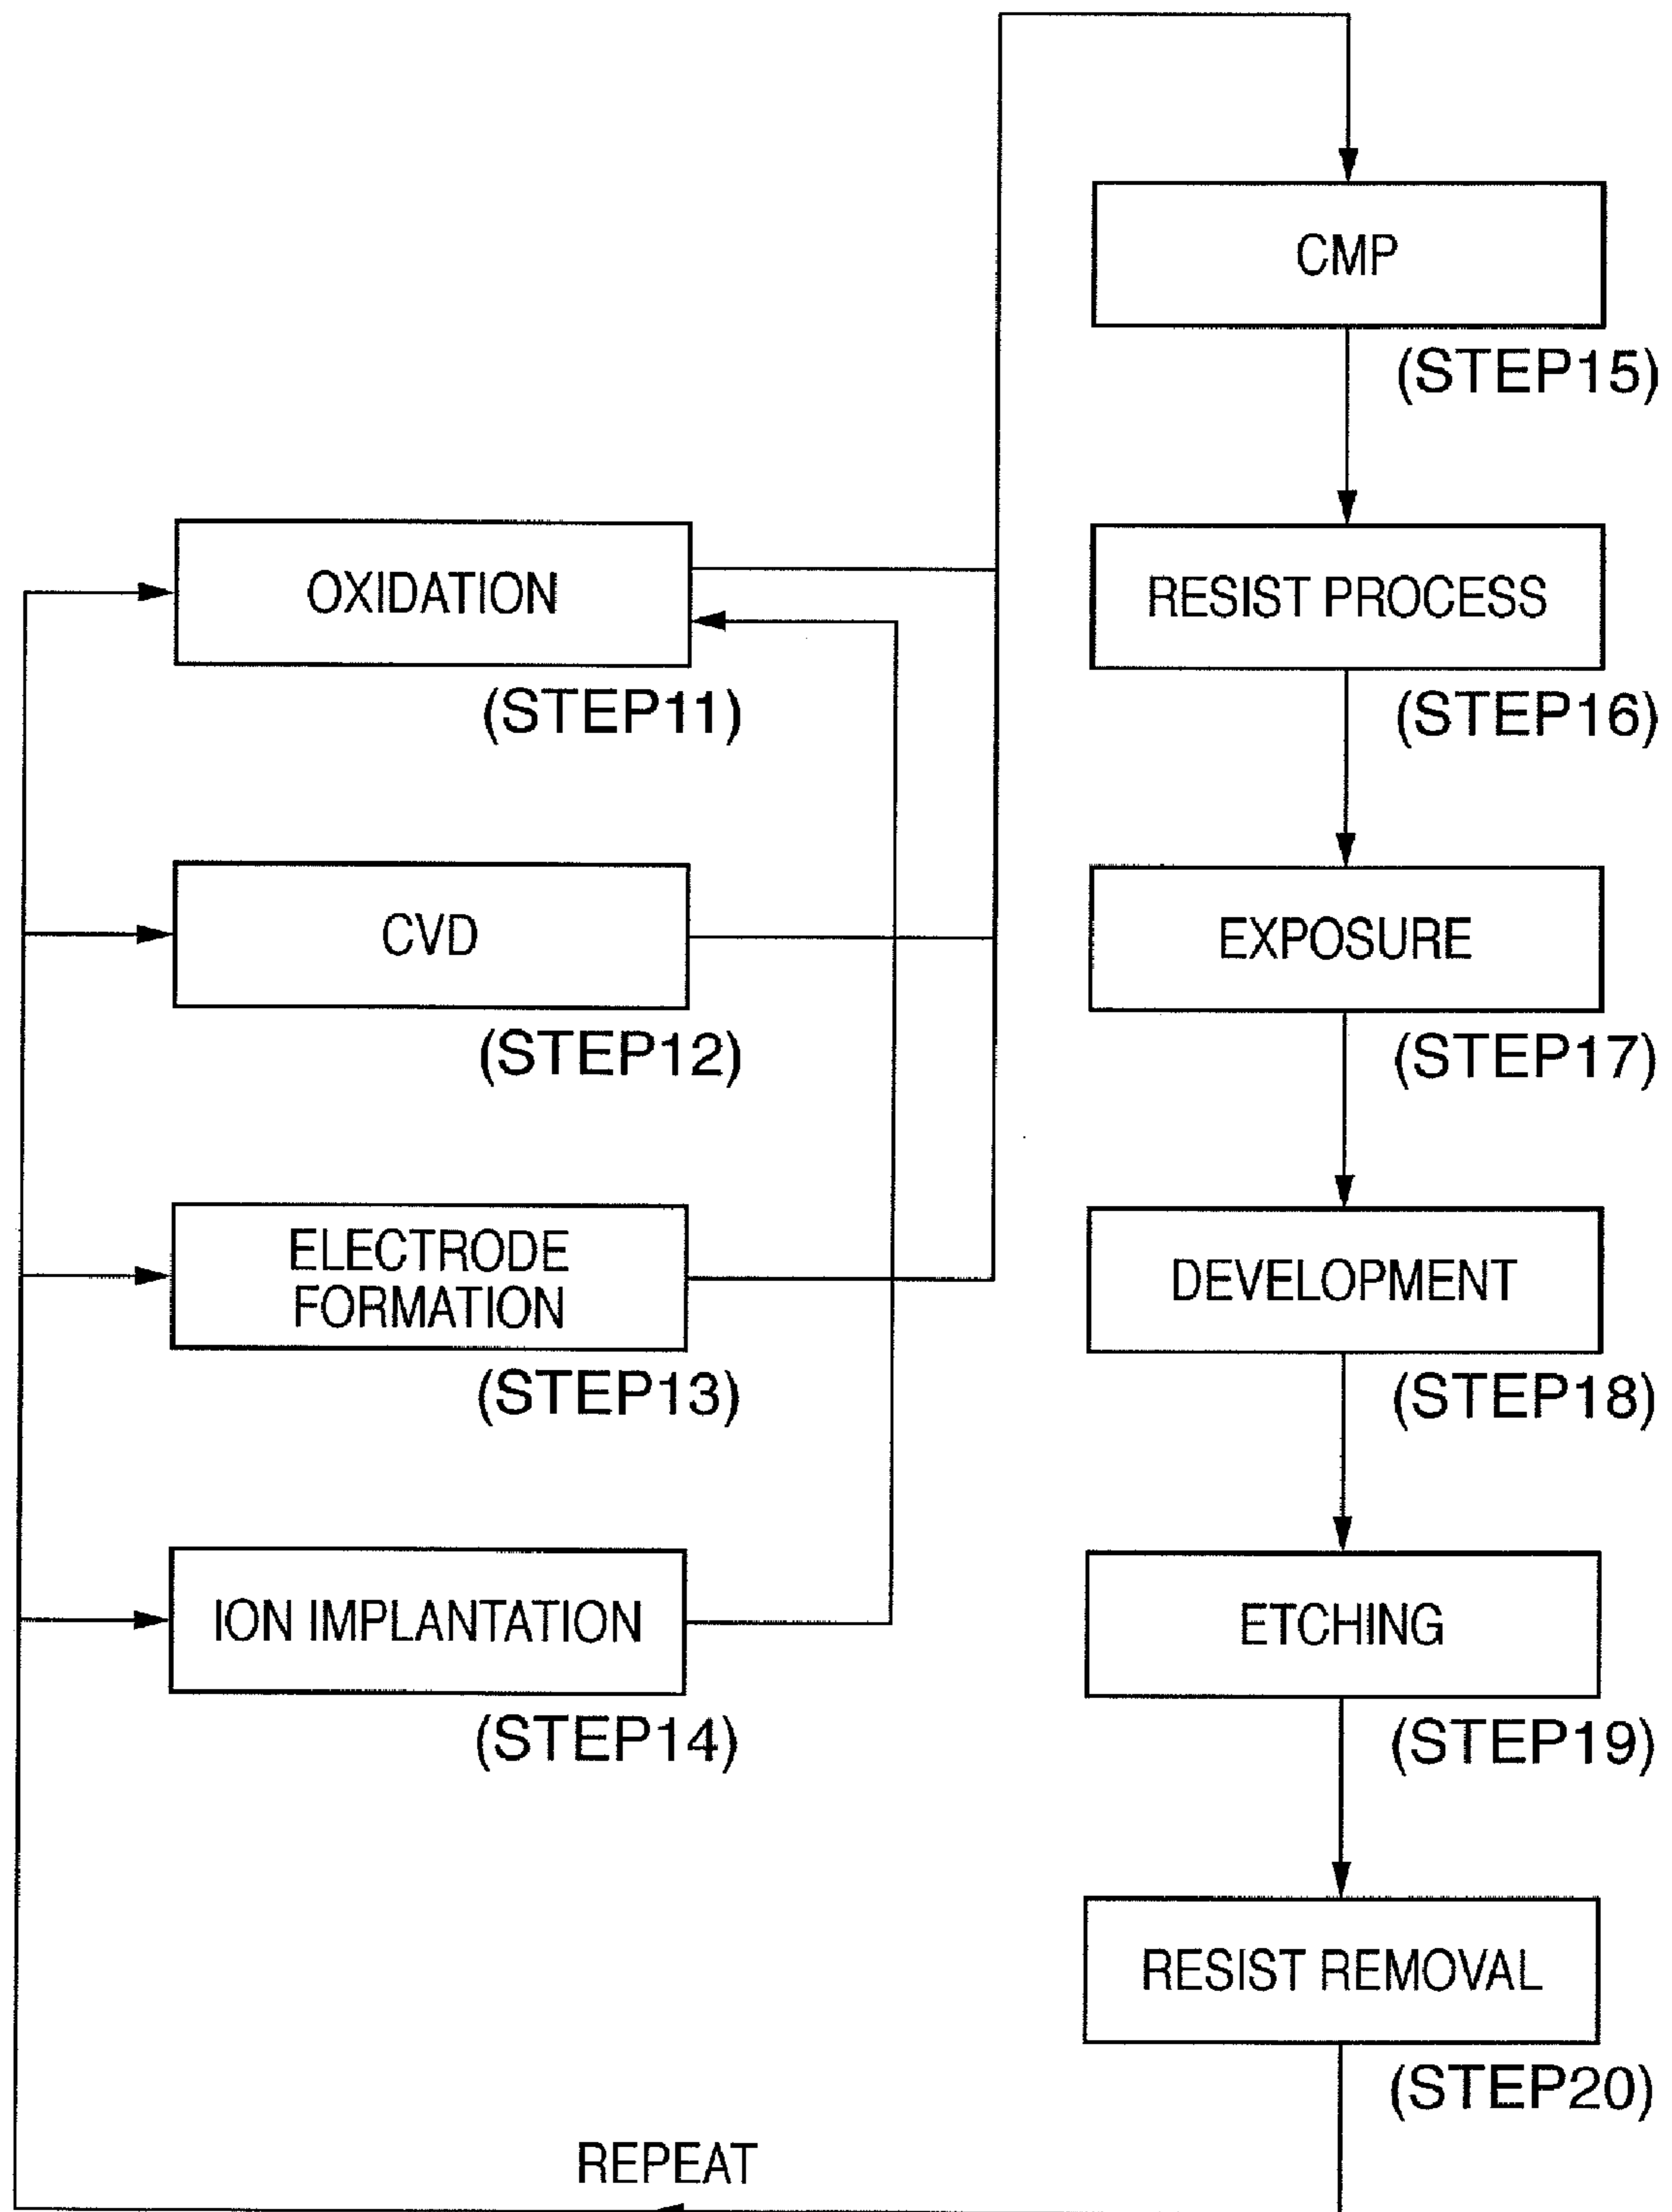 OXIDATION
(STEP11)
CVD
(STEP12)
ELECTRODE
FORMATION
(STEP13)
ION IMPLANTATION
(STEP14)
CMP
(STEP15)
RESIST PROCESS
(STEP16)
EXPOSURE
(STEP17)
DEVELOPMENT
(STEP18)
ETCHING
(STEP19)
RESIST REMOVAL
(STEP20)
REPEAT